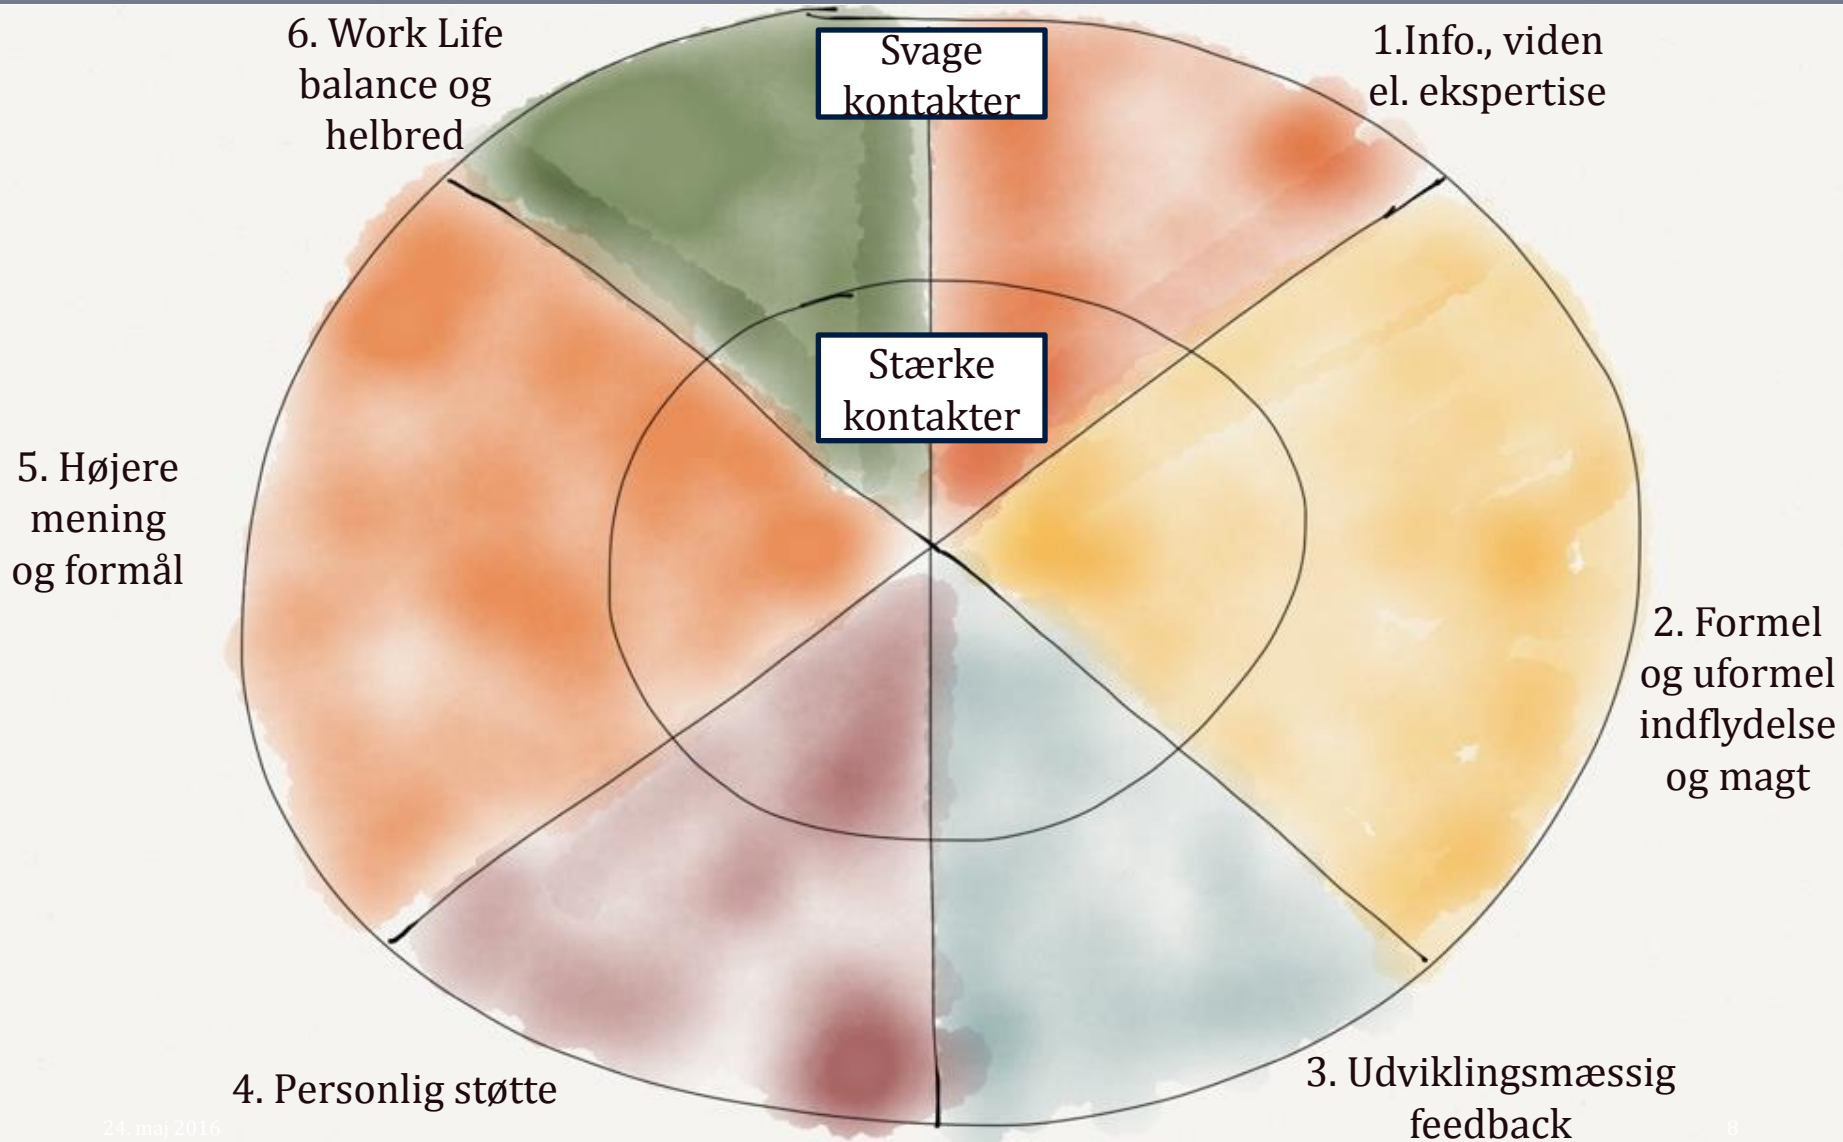 6. Work Life
balance og
helbred
Svage
kontakter
1.Info., viden
el. ekspertise
Stærke
kontakter
5. Højere
mening
og formål
2. Formel
og uformel
indflydelse
og magt
4. Personlig støtte
3. Udviklingsmæssig
feedback
24. maj 2016
8